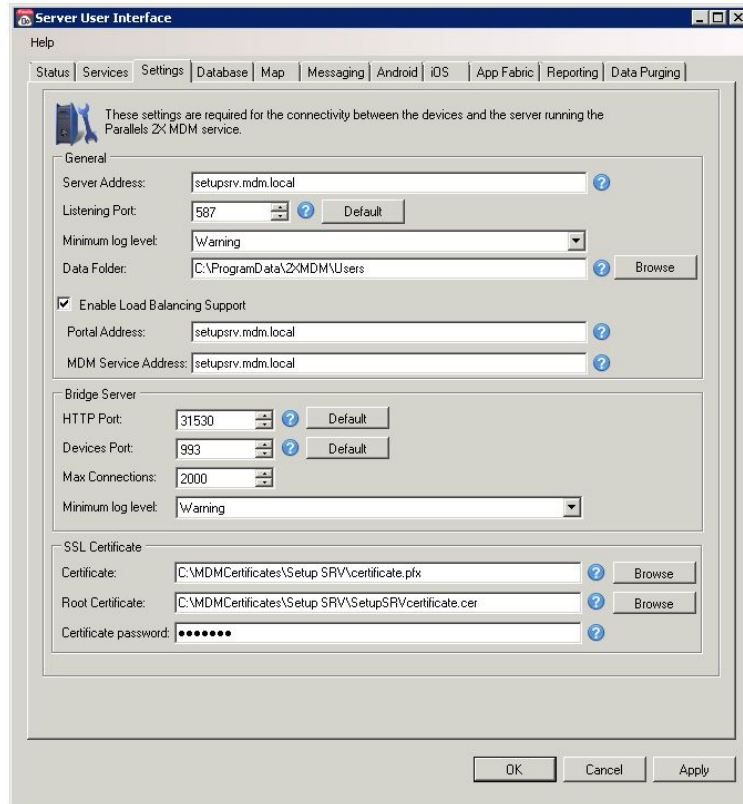 Server User Interface
Help
Status Services Settings Database Map Messaging Android iOS App Fabric Reporting Data Purging
These settings are required for the connectivity between the devices and the server running the
Parallels 2X MDM service.
General
Server Address: setupsrv.mdm.local
Listening Port: 587 Default
Minimum log level: Warning
Data Folder: C:\ProgramData\2XMDM\Users Browse
Enable Load Balancing Support
Portal Address: setupsrv.mdm.local
MDM Service Address: setupsrv.mdm.local
Bridge Server
HTTP Port: 31530 Default
Devices Port: 993 Default
Max Connections: 2000
Minimum log level: Warning
SSL Certificate
Certificate: C:\MDMCertificates\Setup SRV\certificate.pfx Browse
Root Certificate: C:\MDMCertificates\Setup SRV\SetupSRVcertificate.cer Browse
Certificate password: ●●●●●●●
OK Cancel Apply